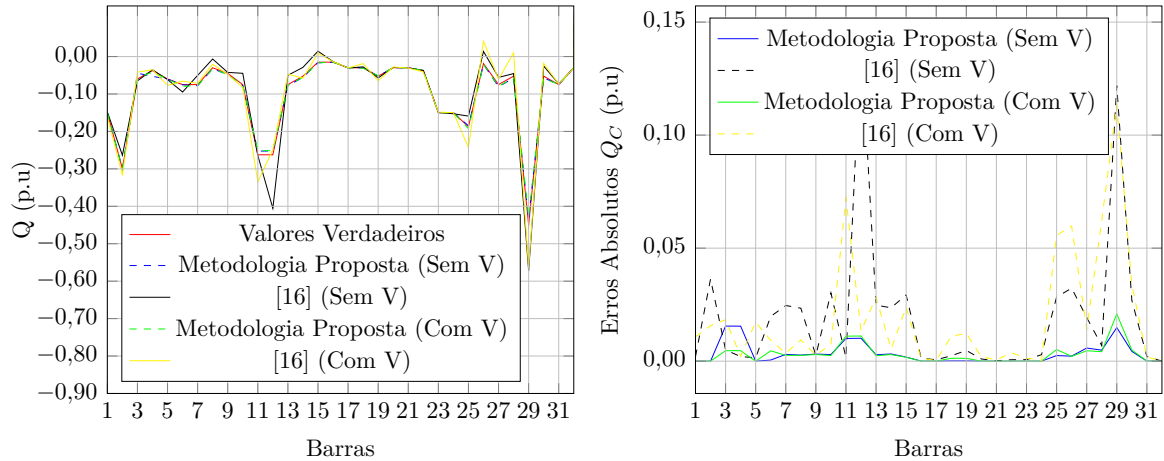 0,00
−0,10
−0,20
−0,30
−0,40
−0,50
−0,60
−0,70
−0,80
−0,90
Q (p.u)
Valores Verdadeiros
Metodologia Proposta (Sem V)
[16] (Sem V)
Metodologia Proposta (Com V)
[16] (Com V)
1 3 5 7 9 11 13 15 17 19 21 23 25 27 29 31
Barras
0,15
0,10
0,05
0,00
Erros Absolutos Q_C (p.u)
Metodologia Proposta (Sem V)
[16] (Sem V)
Metodologia Proposta (Com V)
[16] (Com V)
1 3 5 7 9 11 13 15 17 19 21 23 25 27 29 31
Barras